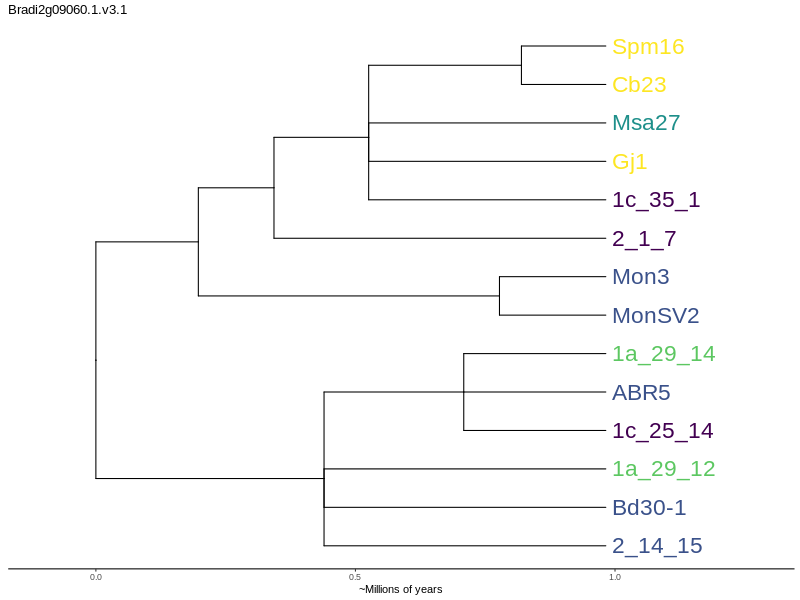 Bradi2g09060.1.v3.1
Spm16
Cb23
Msa27
Gj1
1c_35_1
2_1_7
Mon3
MonSV2
1a_29_14
ABR5
1c_25_14
1a_29_12
Bd30-1
2_14_15
0.0 0.5 1.0
~Millions of years